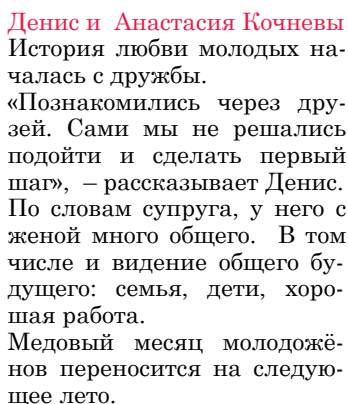 Денис и Анастасия Кочневы
История любви молодых на-
чалась с дружбы.
«Познакомились через дру-
зей. Сами мы не решались
подойти и сделать первый
шаг», – рассказывает Денис.
По словам супруга, у него с
женой много общего. В том
числе и видение общего бу-
дущего: семья, дети, хоро-
шая работа.
Медовый месяц молодожё-
нов переносится на следую-
щее лето.